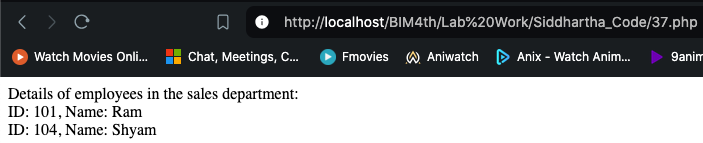 http://localhost/BIM4th/Lab%20Work/Siddhartha_Code/37.php
Watch Movies Onli... Chat, Meetings, C... Fmovies Aniwatch Anix - Watch Anim... 9anim
Details of employees in the sales department:
ID: 101, Name: Ram
ID: 104, Name: Shyam